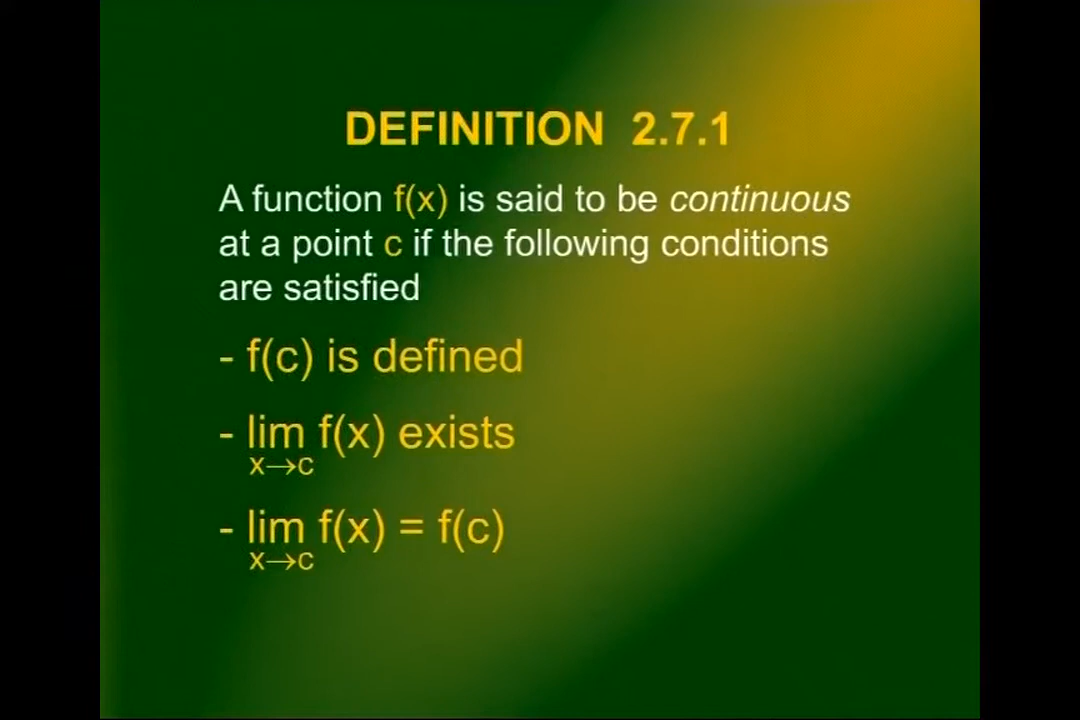 DEFINITION 2.7.1
A function f(x) is said to be continuous
at a point c if the following conditions
are satisfied
- f(c) is defined
- lim f(x) exists
x→c
- lim f(x) = f(c)
x→c